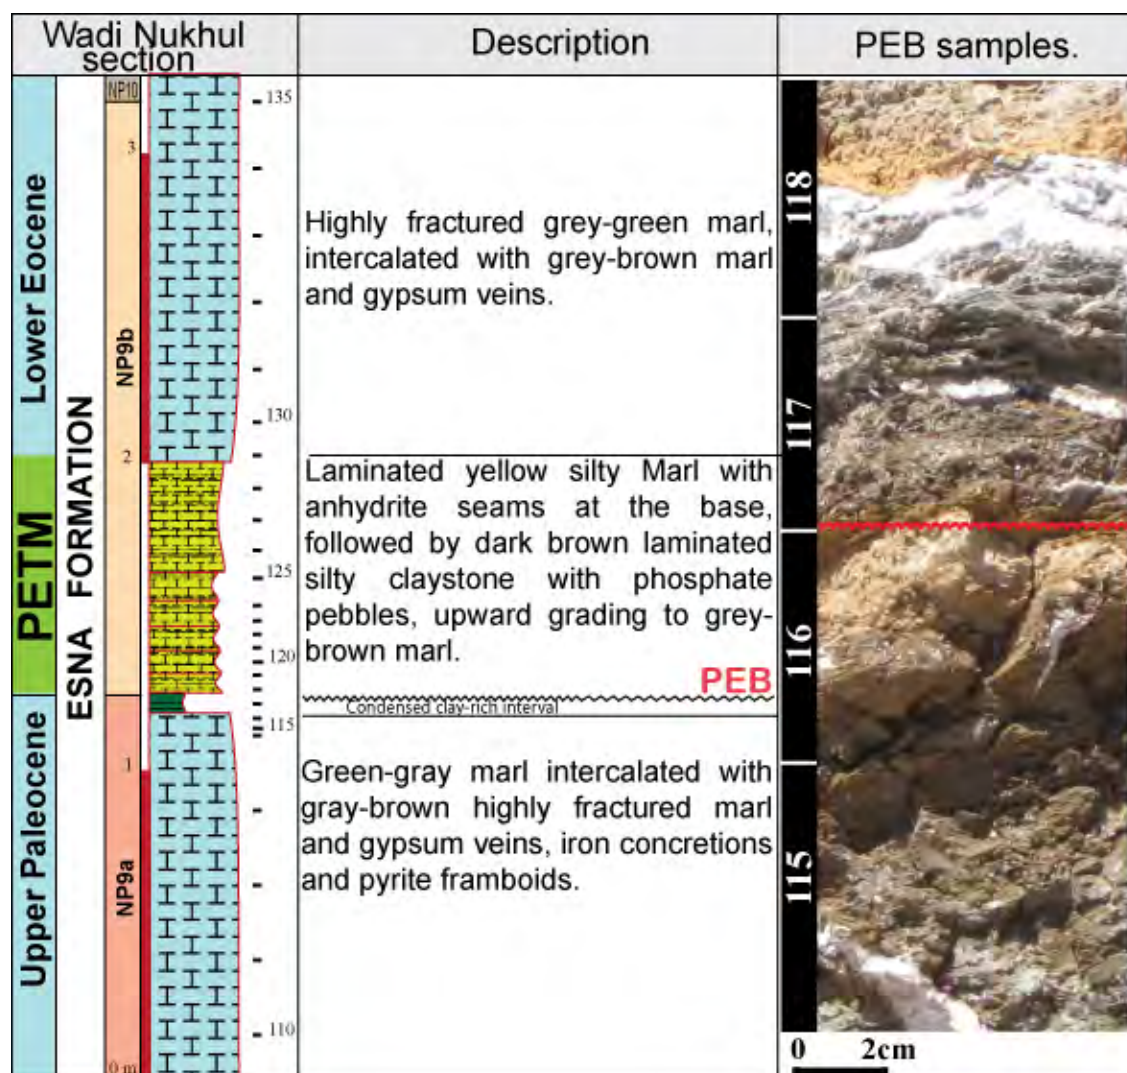 Wadi Nukhul
section
Description
PEB samples.
Lower Eocene
PETM
Upper Paleocene
ESNA FORMATION
NP10
NP9b
NP9a
3
2
1
0 m
135
130
125
120
115
110
Highly fractured grey-green marl,
intercalated with grey-brown marl
and gypsum veins.
Laminated yellow silty Marl with
anhydrite seams at the base,
followed by dark brown laminated
silty claystone with phosphate
pebbles, upward grading to grey-
brown marl.
PEB
Condensed clay-rich interval
Green-gray marl intercalated with
gray-brown highly fractured marl
and gypsum veins, iron concretions
and pyrite framboids.
118
117
116
115
0 2cm